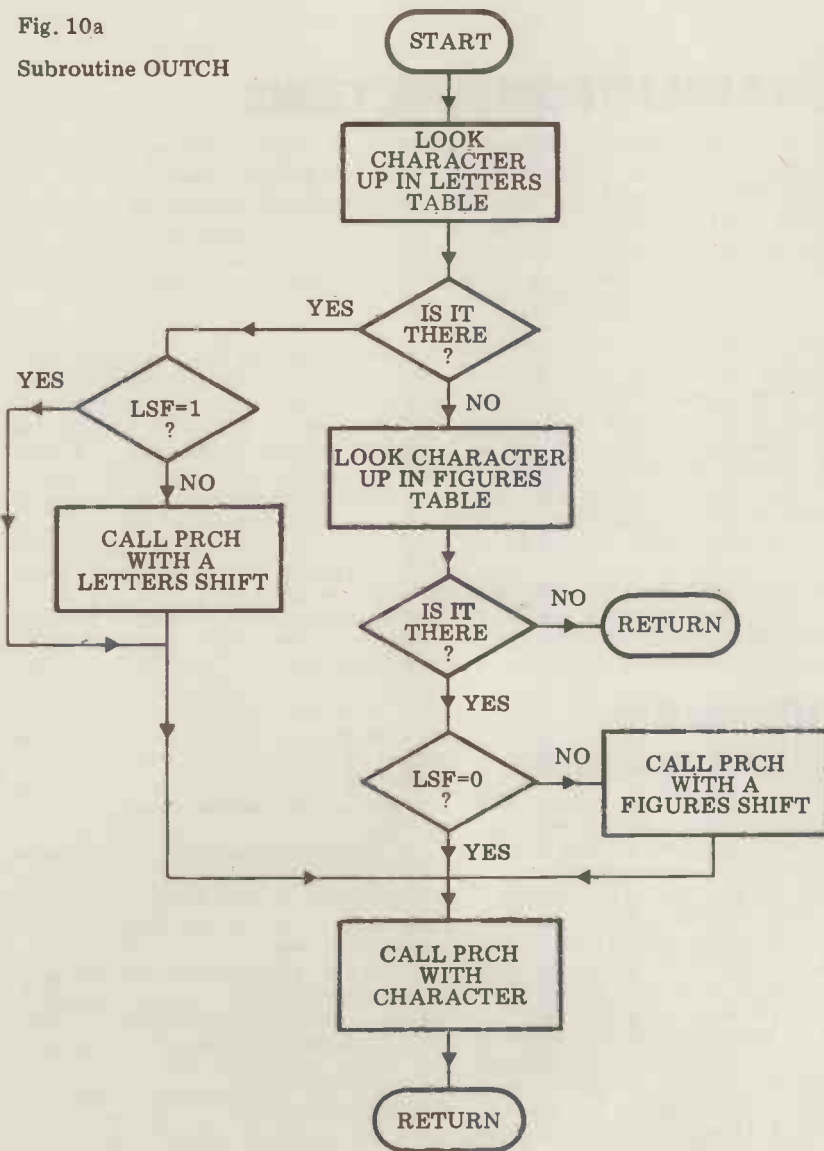 Fig. 10a
Subroutine OUTCH
START
LOOK
CHARACTER
UP IN LETTERS
TABLE
IS IT
THERE
?
YES
NO
LSF=1
?
YES
NO
CALL PRCH
WITH A
LETTERS SHIFT
LOOK CHARACTER
UP IN FIGURES
TABLE
IS IT
THERE
?
NO
RETURN
YES
LSF=0
?
NO
CALL PRCH
WITH A
FIGURES SHIFT
YES
CALL PRCH
WITH
CHARACTER
RETURN